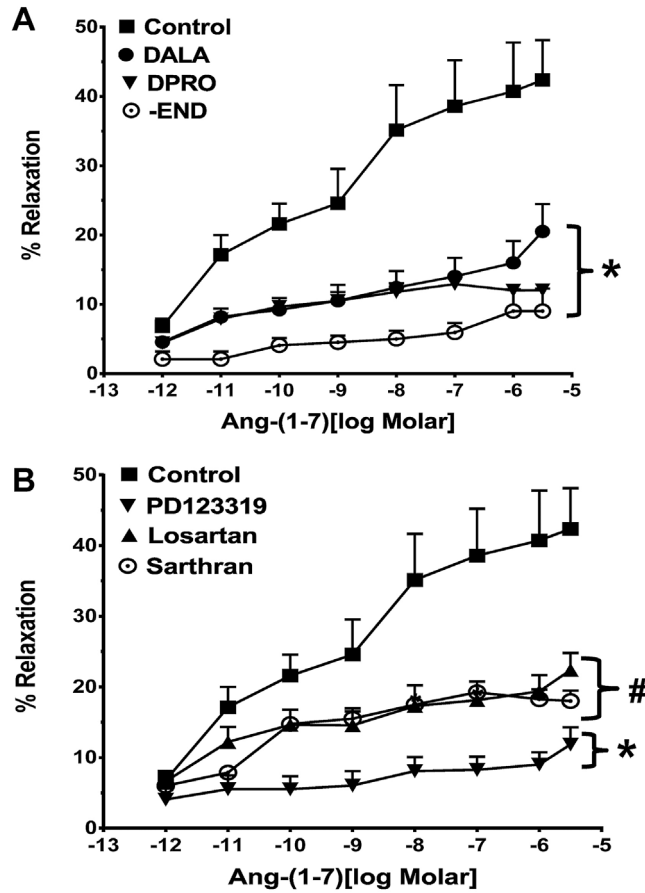 A
Control
DALA
DPRO
-END
50
40
30
20
10
0
% Relaxation
*
-13 -12 -11 -10 -9 -8 -7 -6 -5
Ang-(1-7)[log Molar]
B
Control
PD123319
Losartan
Sarthran
50
40
30
20
10
0
% Relaxation
#
*
-13 -12 -11 -10 -9 -8 -7 -6 -5
Ang-(1-7)[log Molar]